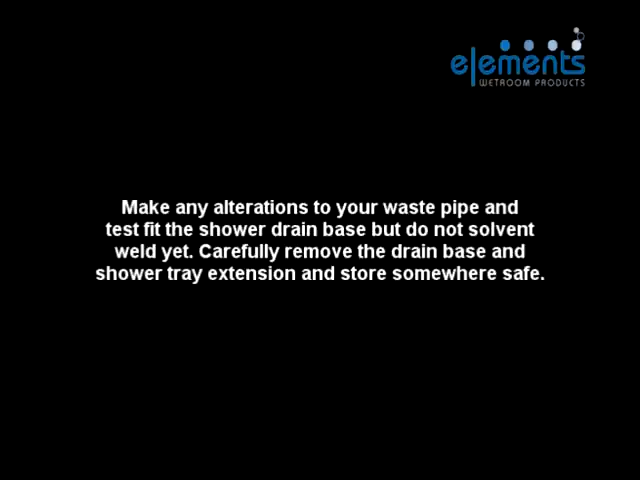 elements
WETROOM PRODUCTS
Make any alterations to your waste pipe and
test fit the shower drain base but do not solvent
weld yet. Carefully remove the drain base and
shower tray extension and store somewhere safe.